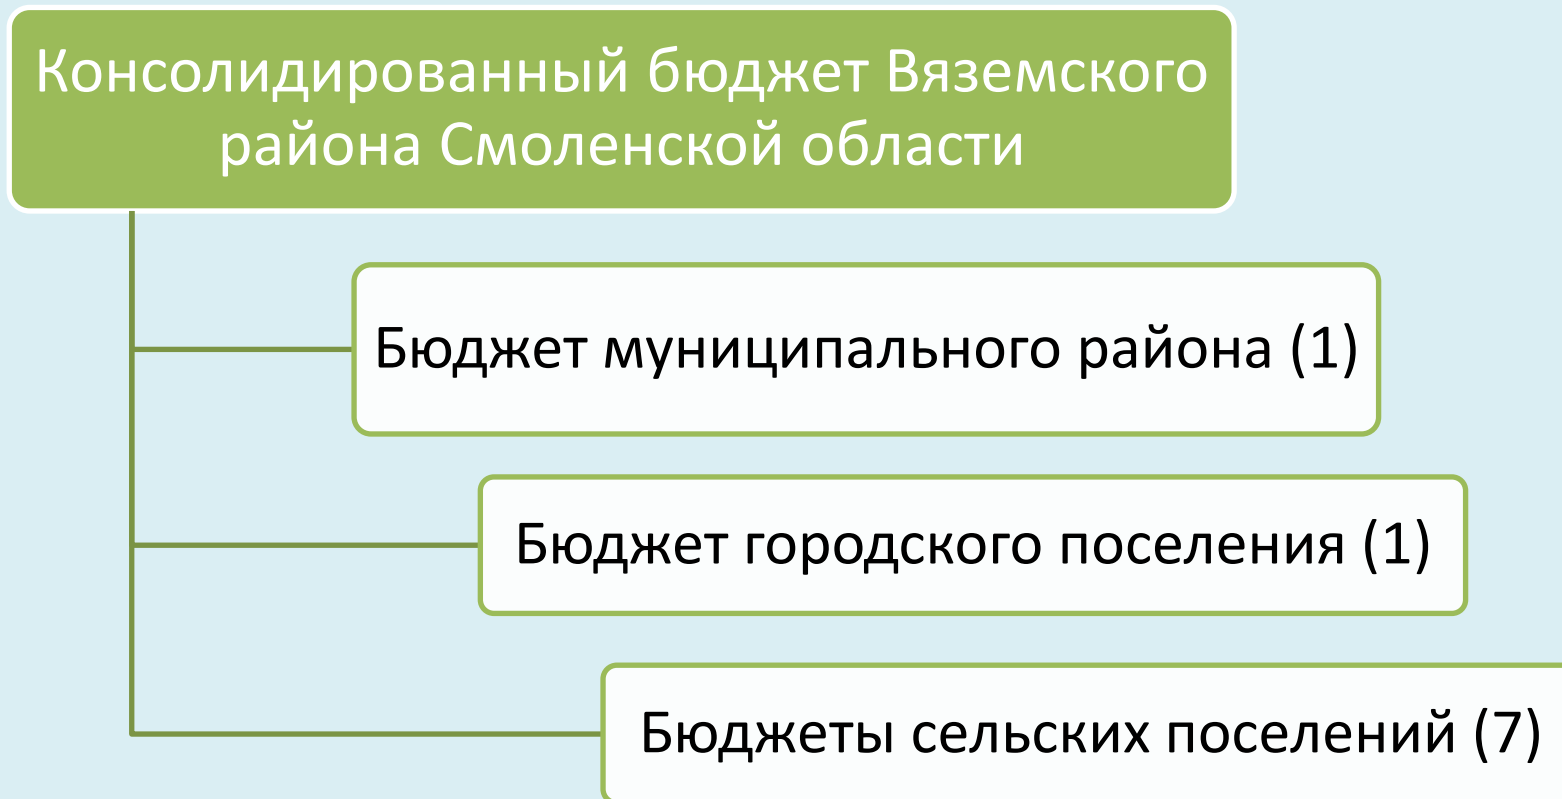 Консолидированный бюджет Вяземского
района Смоленской области
Бюджет муниципального района (1)
Бюджет городского поселения (1)
Бюджеты сельских поселений (7)